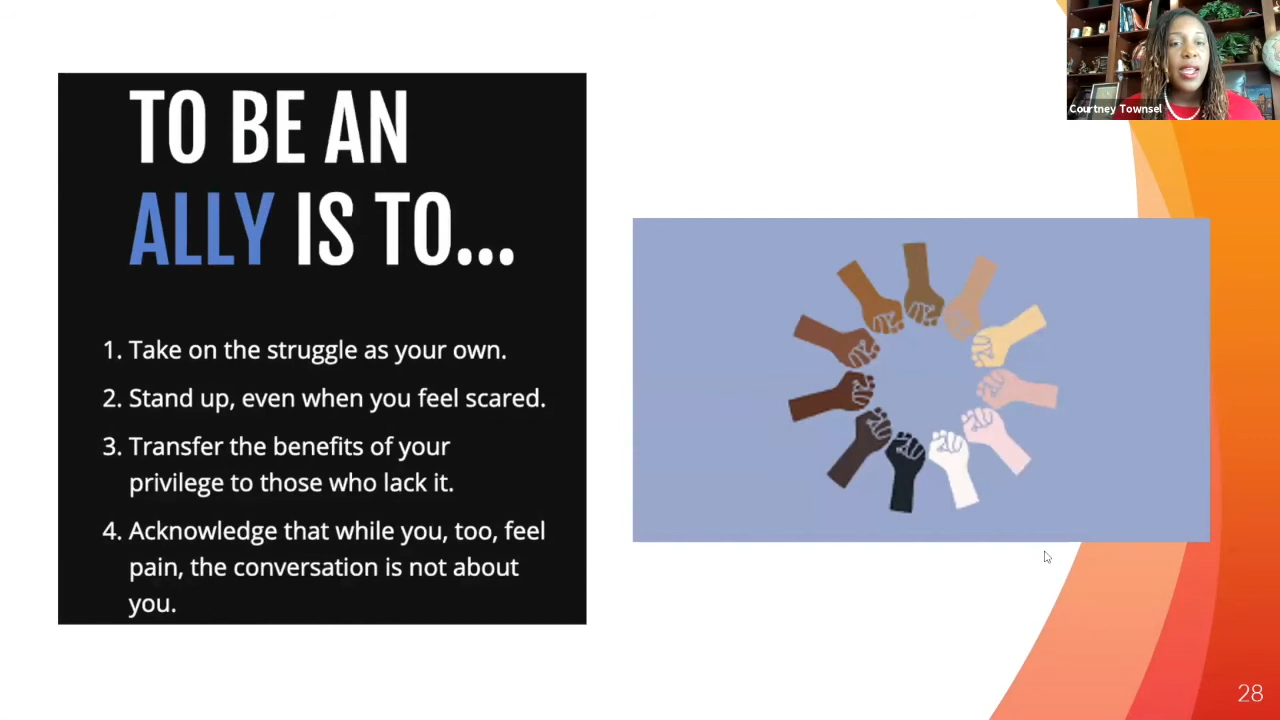 Courtney Townsel
TO BE AN
ALLY IS TO...
1. Take on the struggle as your own.
2. Stand up, even when you feel scared.
3. Transfer the benefits of your
privilege to those who lack it.
4. Acknowledge that while you, too, feel
pain, the conversation is not about
you.
28